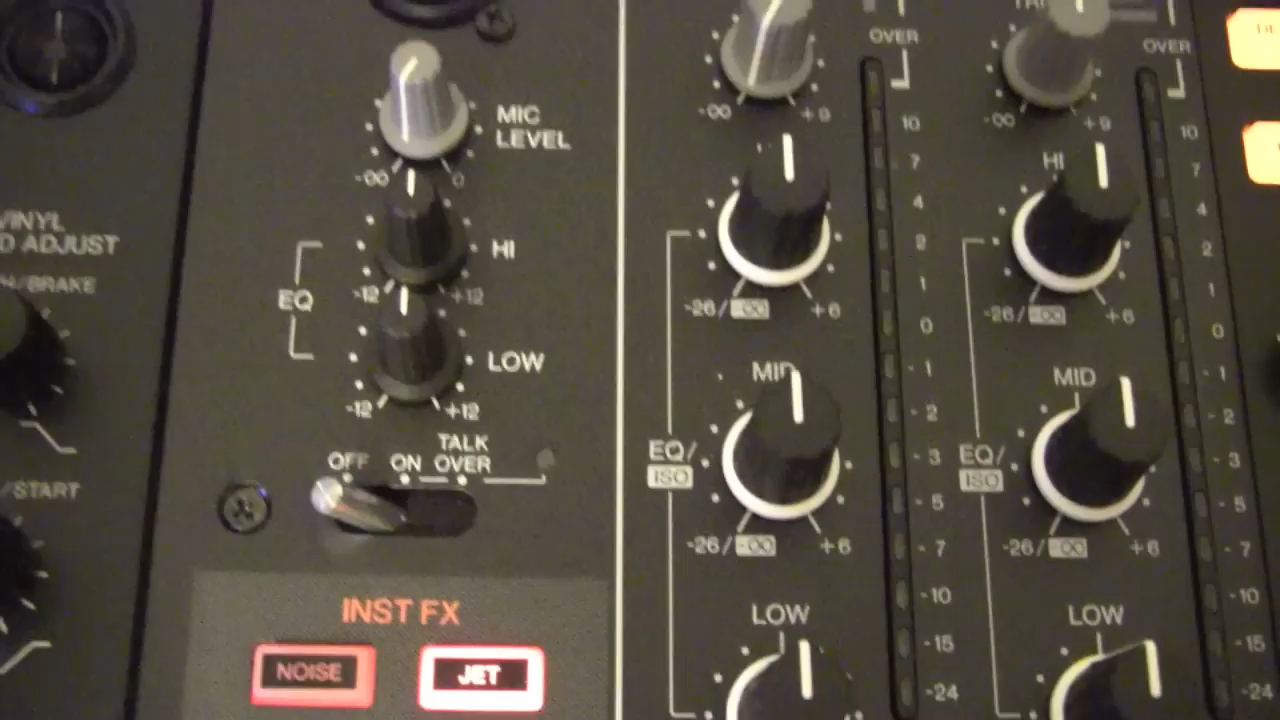 OVER
OVER
MIC
LEVEL
-∞
+9
-∞
+9
10
10
-∞
0
7
7
HI
VINYL
D ADJUST
HI
4
4
2
2
H/BRAKE
EQ
-12
+12
1
1
-26/-∞
+6
-26/-∞
+6
0
0
LOW
MID
MID
-1
-1
-12
+12
-2
-2
TALK
OFF
ON
OVER
EQ/
ISO
EQ/
ISO
-3
-3
/START
-5
-5
-26/-∞
+6
-26/-∞
+6
-7
-7
INST FX
-10
-10
LOW
LOW
-15
-15
NOISE
JET
-24
-24